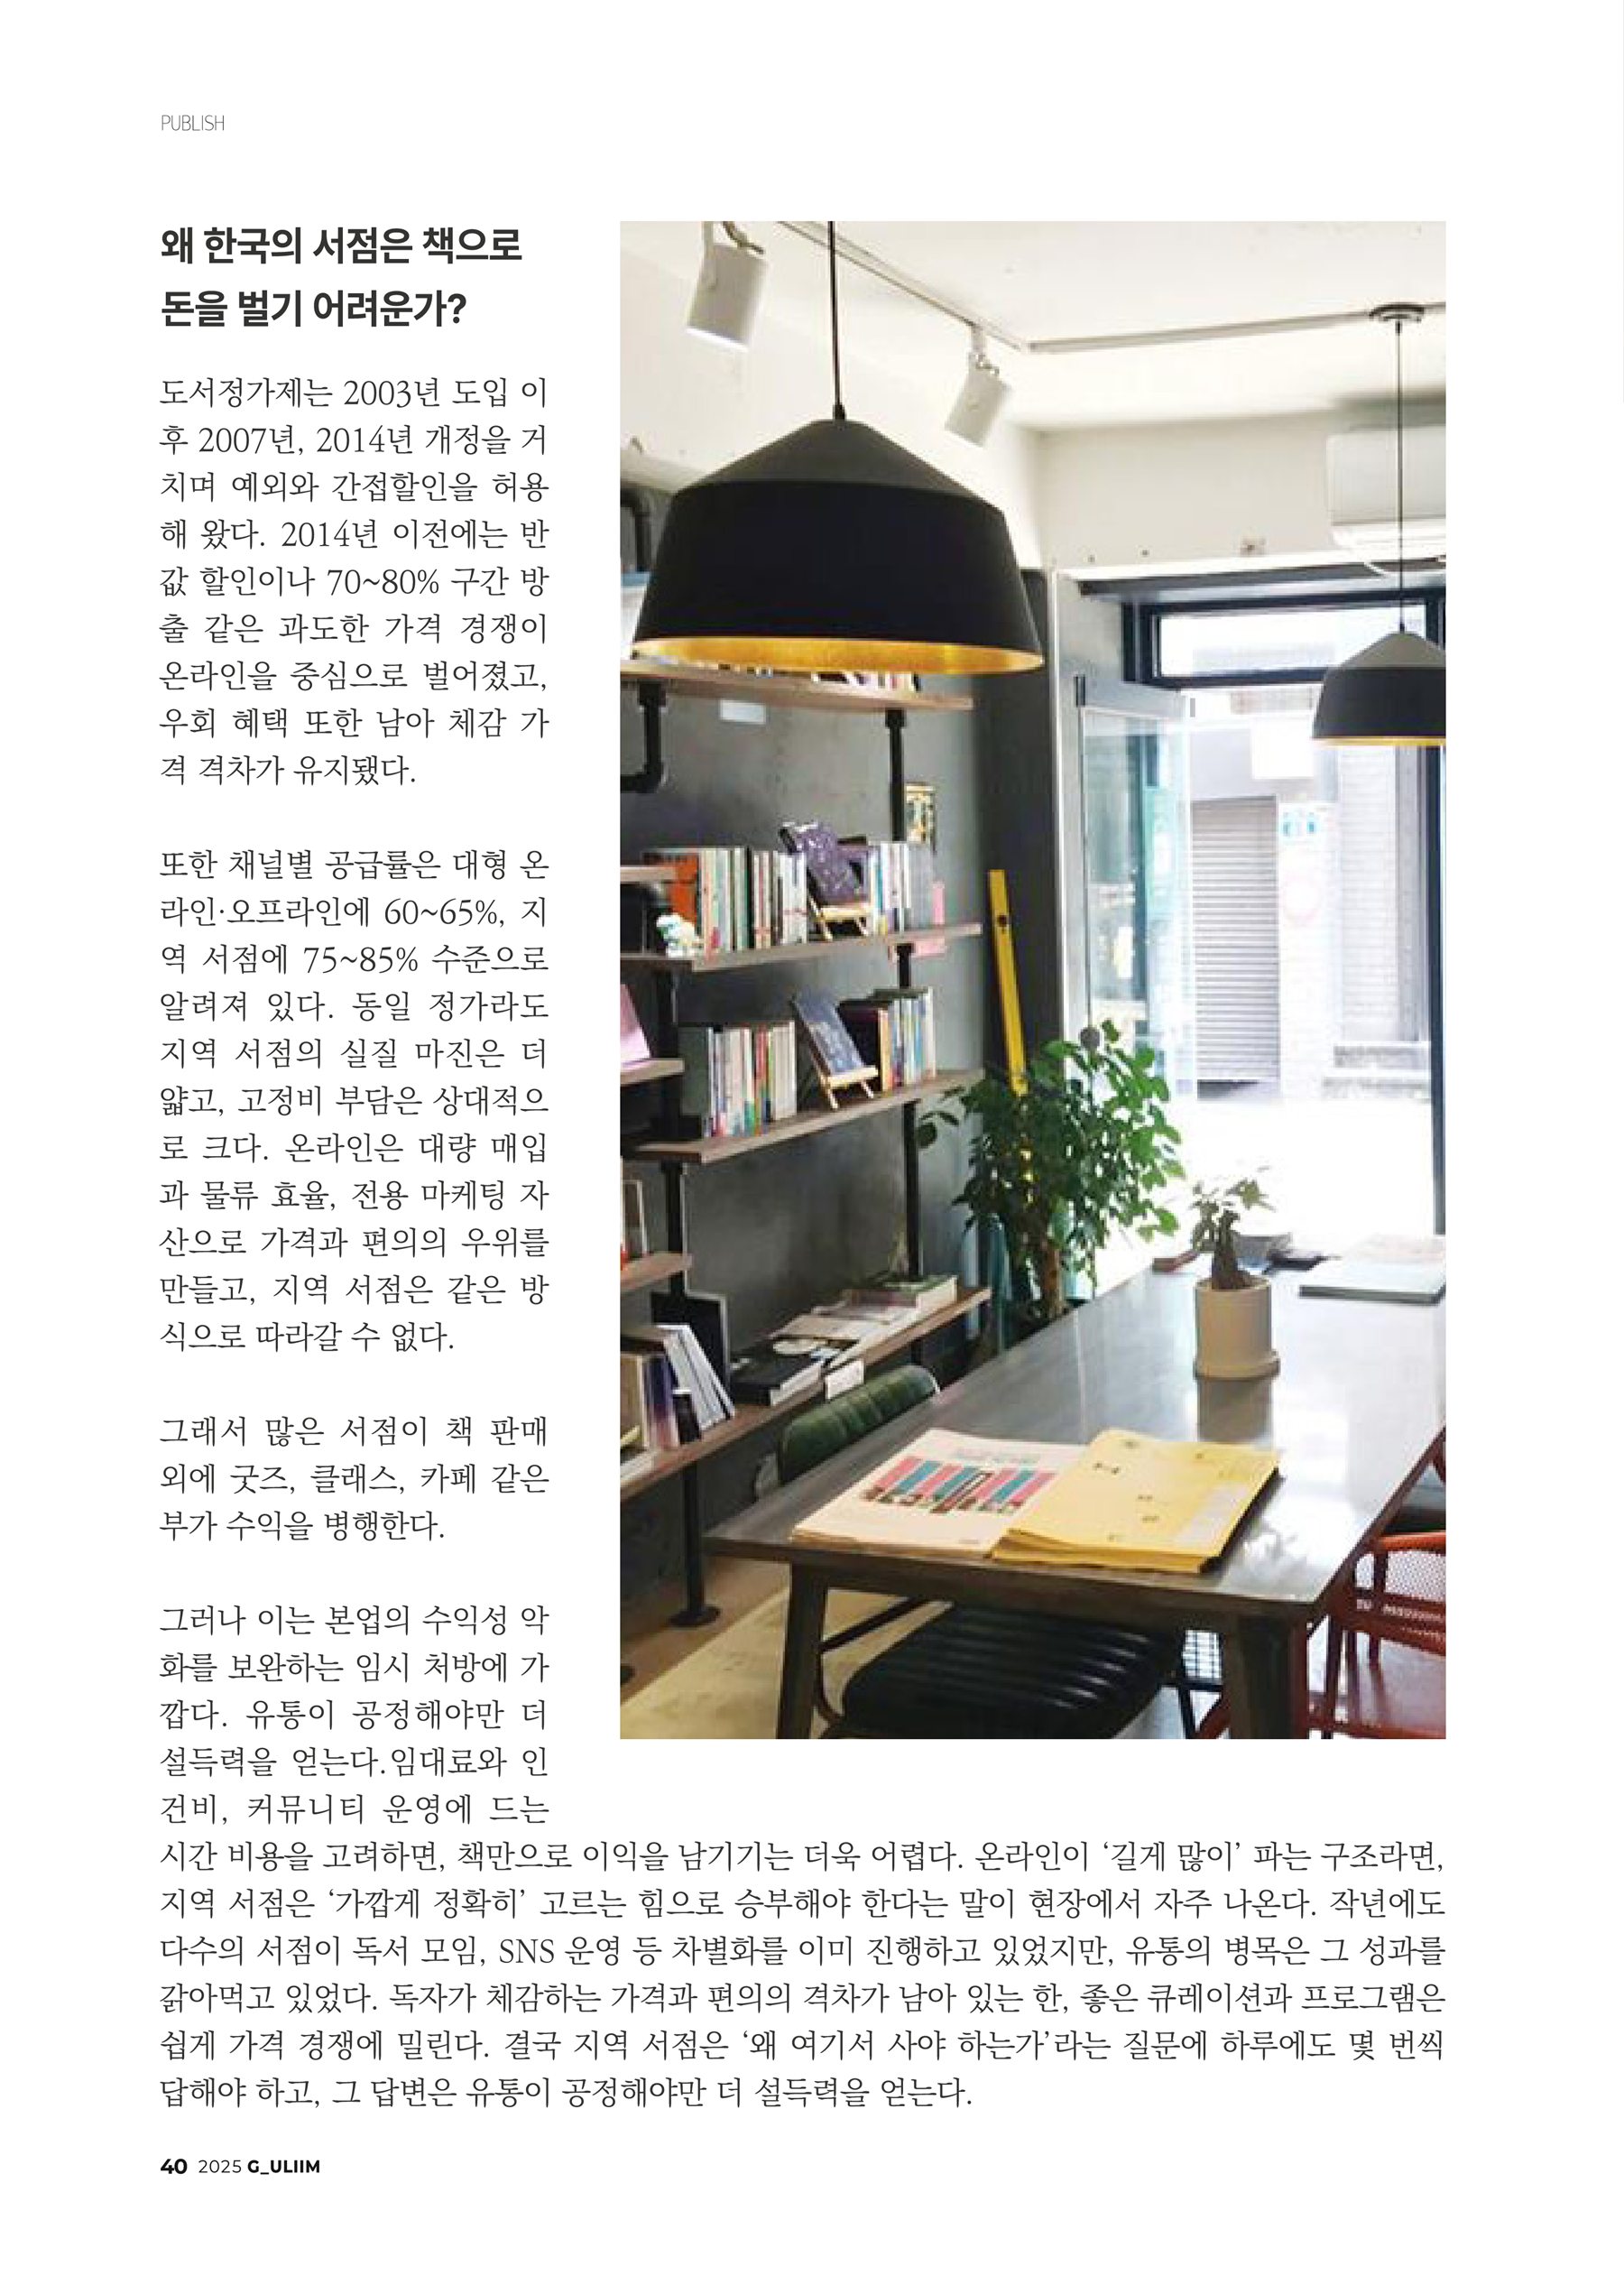 PUBLISH
왜 한국의 서점은 책으로
돈을 벌기 어려운가?
도서정가제는 2003년 도입 이
후 2007년, 2014년 개정을 거
치며 예외와 간접할인을 허용
해 왔다. 2014년 이전에는 반
값 할인이나 70~80% 구간 방
출 같은 과도한 가격 경쟁이
온라인을 중심으로 벌어졌고,
우회 혜택 또한 남아 체감 가
격 격차가 유지됐다.
또한 채널별 공급률은 대형 온
라인·오프라인에 60~65%, 지
역 서점에 75~85% 수준으로
알려져 있다. 동일 정가라도
지역 서점의 실질 마진은 더
얇고, 고정비 부담은 상대적으
로 크다. 온라인은 대량 매입
과 물류 효율, 전용 마케팅 자
산으로 가격과 편의의 우위를
만들고, 지역 서점은 같은 방
식으로 따라갈 수 없다.
그래서 많은 서점이 책 판매
외에 굿즈, 클래스, 카페 같은
부가 수익을 병행한다.
그러나 이는 본업의 수익성 악
화를 보완하는 임시 처방에 가
깝다. 유통이 공정해야만 더
설득력을 얻는다.임대료와 인
건비, 커뮤니티 운영에 드는
시간 비용을 고려하면, 책만으로 이익을 남기기는 더욱 어렵다. 온라인이 ‘길게 많이’ 파는 구조라면,
지역 서점은 ‘가깝게 정확히’ 고르는 힘으로 승부해야 한다는 말이 현장에서 자주 나온다. 작년에도
다수의 서점이 독서 모임, SNS 운영 등 차별화를 이미 진행하고 있었지만, 유통의 병목은 그 성과를
갉아먹고 있었다. 독자가 체감하는 가격과 편의의 격차가 남아 있는 한, 좋은 큐레이션과 프로그램은
쉽게 가격 경쟁에 밀린다. 결국 지역 서점은 ‘왜 여기서 사야 하는가’라는 질문에 하루에도 몇 번씩
답해야 하고, 그 답변은 유통이 공정해야만 더 설득력을 얻는다.
40 2025 G_ULIIM